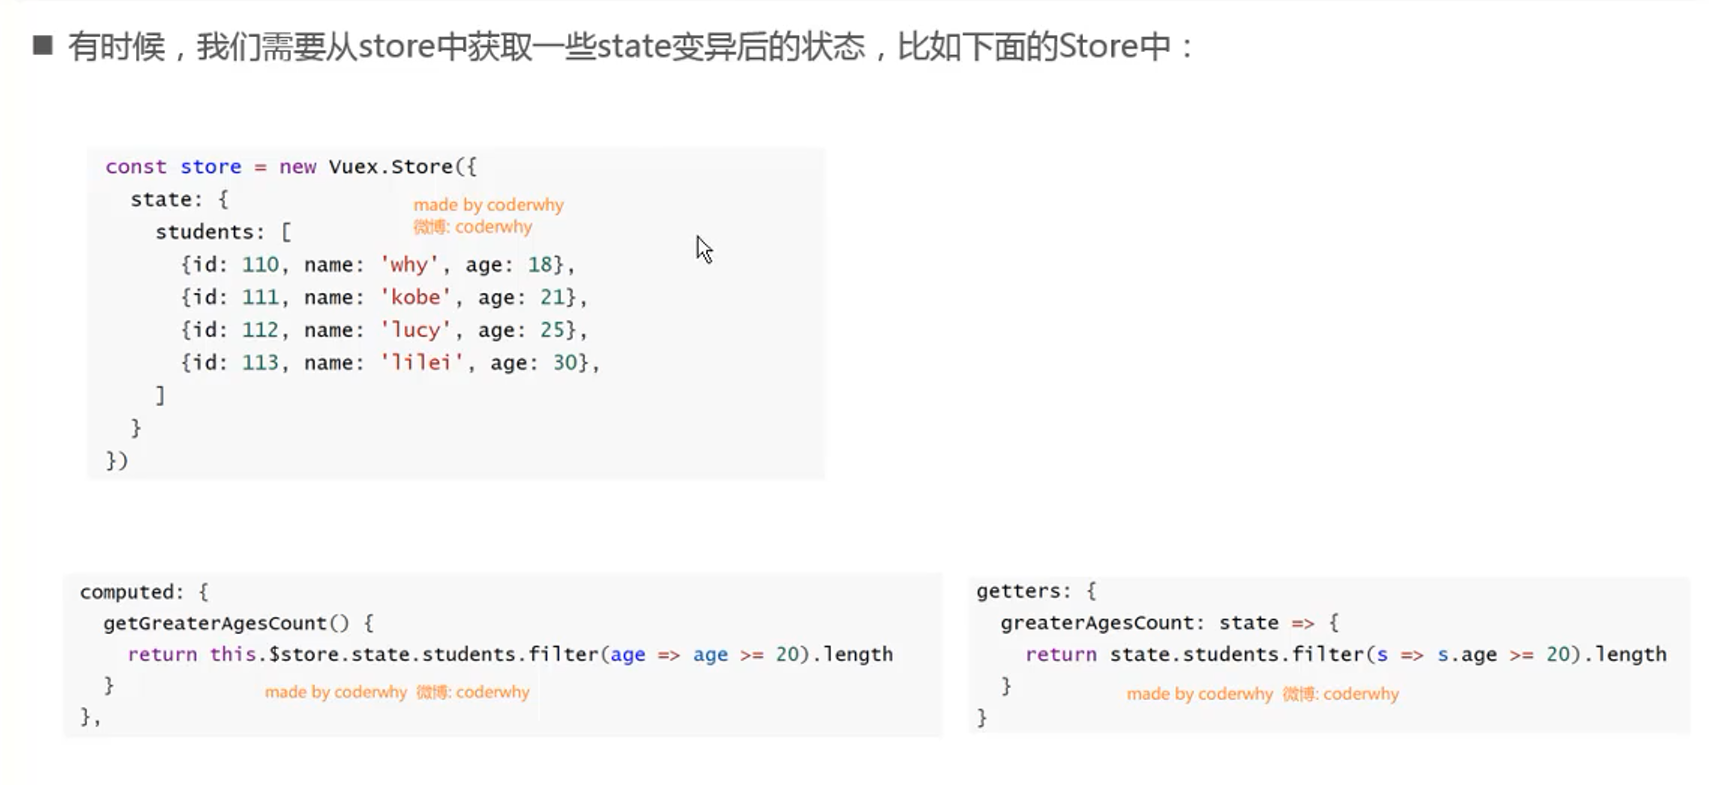 有时候，我们需要从store中获取一些state变异后的状态，比如下面的Store中：
const store = new Vuex.Store({
state: {
made by coderwhy
微博: coderwhy
students: [
{id: 110, name: 'why', age: 18},
{id: 111, name: 'kobe', age: 21},
{id: 112, name: 'lucy', age: 25},
{id: 113, name: 'lilei', age: 30},
]
}
})
computed: {
getGreaterAgesCount() {
return this.$store.state.students.filter(age => age >= 20).length
}
made by coderwhy 微博: coderwhy
},
getters: {
greaterAgesCount: state => {
return state.students.filter(s => s.age >= 20).length
}
made by coderwhy 微博: coderwhy
}